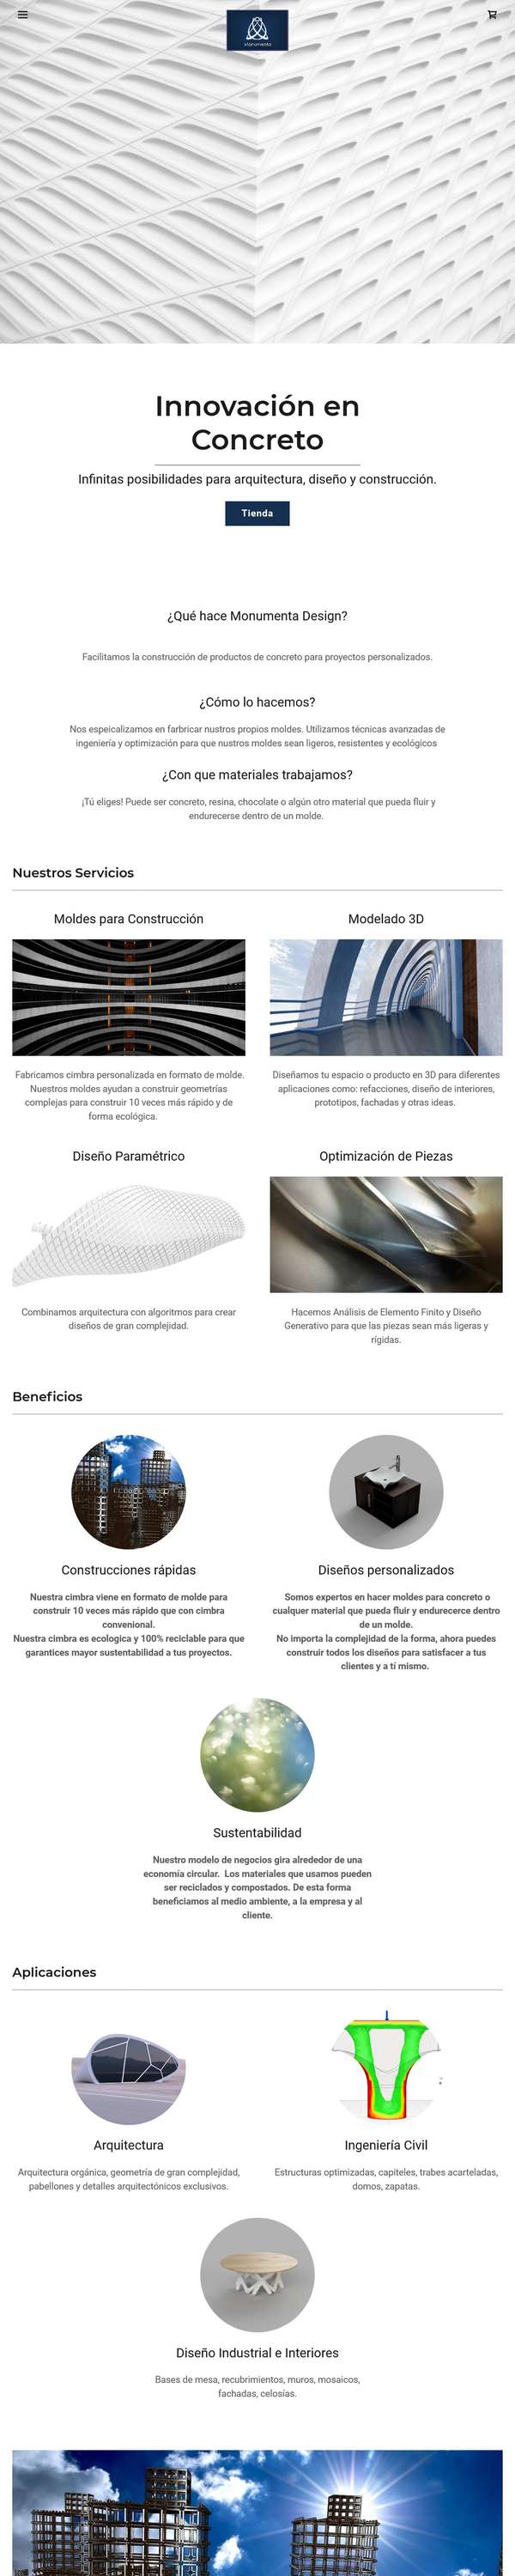 Monumenta
Innovación en
Concreto
Infinitas posibilidades para arquitectura, diseño y construcción.
Tienda
¿Qué hace Monumenta Design?
Facilitamos la construcción de productos de concreto para proyectos personalizados.
¿Cómo lo hacemos?
Nos espeicalizamos en farbricar nustros propios moldes. Utilizamos técnicas avanzadas de
ingeniería y optimización para que nustros moldes sean ligeros, resistentes y ecológicos
¿Con que materiales trabajamos?
¡Tú eliges! Puede ser concreto, resina, chocolate o algún otro material que pueda fluir y
endurecerse dentro de un molde.
Nuestros Servicios
Moldes para Construcción
Fabricamos cimbra personalizada en formato de molde.
Nuestros moldes ayudan a construir geometrías
complejas para construir 10 veces más rápido y de
forma ecológica.
Modelado 3D
Diseñamos tu espacio o producto en 3D para diferentes
aplicaciones como: refacciones, diseño de interiores,
prototipos, fachadas y otras ideas.
Diseño Paramétrico
Combinamos arquitectura con algoritmos para crear
diseños de gran complejidad.
Optimización de Piezas
Hacemos Análisis de Elemento Finito y Diseño
Generativo para que las piezas sean más ligeras y
rígidas.
Beneficios
Construcciones rápidas
Nuestra cimbra viene en formato de molde para
construir 10 veces más rápido que con cimbra
convenional.
Nuestra cimbra es ecologica y 100% reciclable para que
garantices mayor sustentabilidad a tus proyectos.
Diseños personalizados
Somos expertos en hacer moldes para concreto o
cualquier material que pueda fluir y endurecerce dentro
de un molde.
No importa la complejidad de la forma, ahora puedes
construir todos los diseños para satisfacer a tus
clientes y a tí mismo.
Sustentabilidad
Nuestro modelo de negocios gira alrededor de una
economía circular. Los materiales que usamos pueden
ser reciclados y compostados. De esta forma
beneficiamos al medio ambiente, a la empresa y al
cliente.
Aplicaciones
Arquitectura
Arquitectura orgánica, geometría de gran complejidad,
pabellones y detalles arquitectónicos exclusivos.
Ingeniería Civil
Estructuras optimizadas, capiteles, trabes acarteladas,
domos, zapatas.
Diseño Industrial e Interiores
Bases de mesa, recubrimientos, muros, mosaicos,
fachadas, celosías.